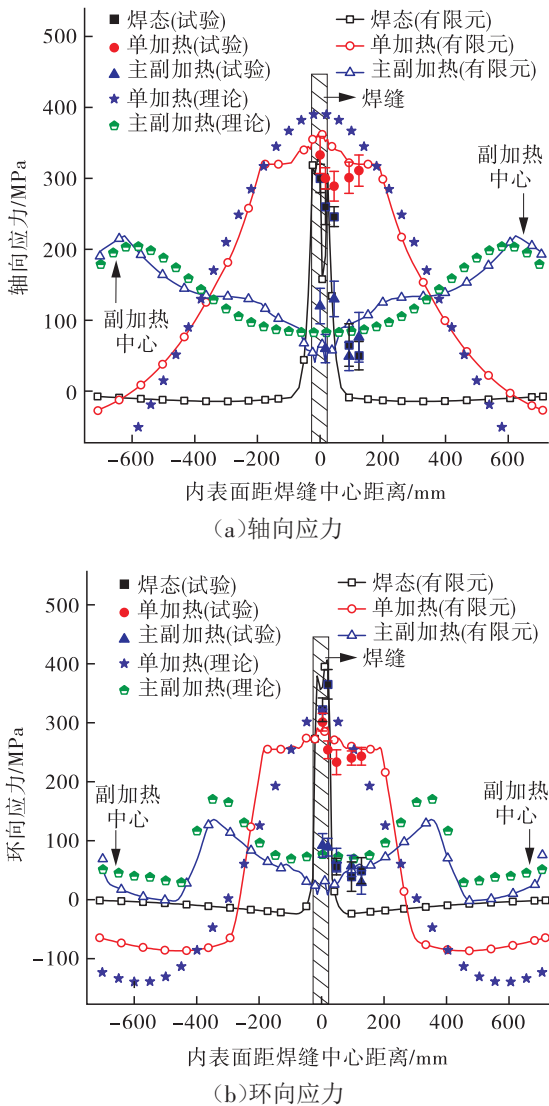 焊态(试验)
单加热(试验)
主副加热(试验)
单加热(理论)
主副加热(理论)
焊态(有限元)
单加热(有限元)
主副加热(有限元)
焊缝
副加热
中心
副加热
中心
500
400
300
200
100
0
轴向应力/MPa
-600 -400 -200 0 200 400 600
内表面距焊缝中心距离/mm
(a)轴向应力
焊态(试验)
单加热(试验)
主副加热(试验)
单加热(理论)
主副加热(理论)
焊态(有限元)
单加热(有限元)
主副加热(有限元)
焊缝
副加热
中心
副加热
中心
500
400
300
200
100
0
-100
环向应力/MPa
-600 -400 -200 0 200 400 600
内表面距焊缝中心距离/mm
(b)环向应力